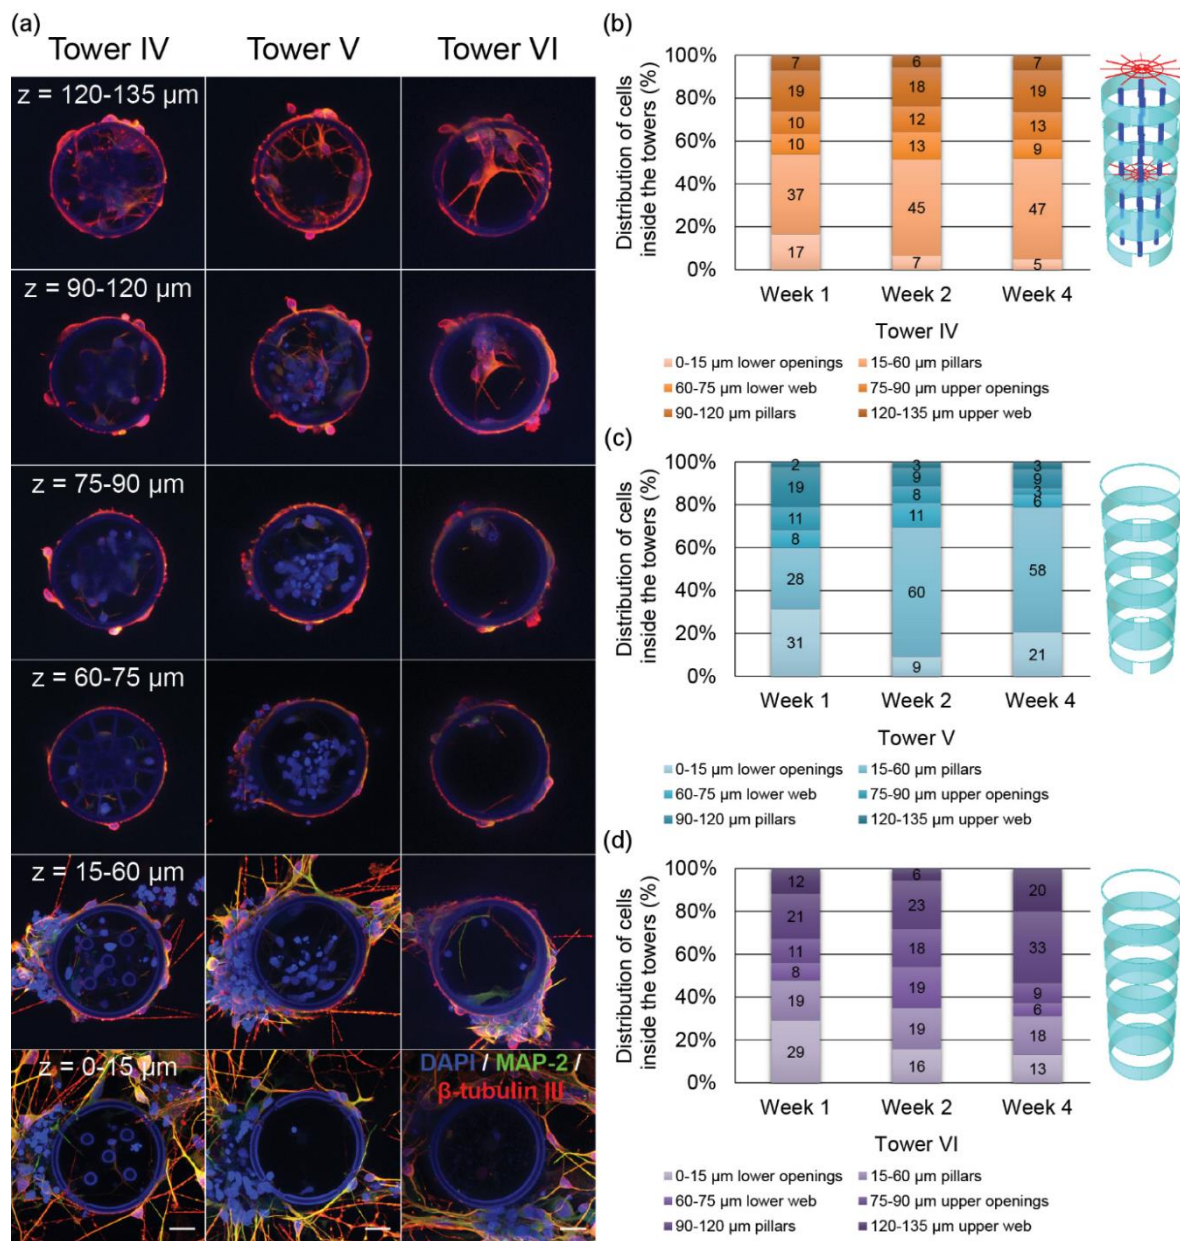 (a)
Tower IV Tower V Tower VI
z = 120-135 µm
z = 90-120 µm
z = 75-90 µm
z = 60-75 µm
z = 15-60 µm
z = 0-15 µm
DAPI / MAP-2 /
β-tubulin III
(b)
Distribution of cells
inside the towers (%)
100%
80%
60%
40%
20%
0%
7
19
10
10
37
17
6
18
12
13
45
7
7
19
13
9
47
5
Week 1 Week 2 Week 4
Tower IV
0-15 µm lower openings 15-60 µm pillars
60-75 µm lower web 75-90 µm upper openings
90-120 µm pillars 120-135 µm upper web
(c)
Distribution of cells
inside the towers (%)
100%
80%
60%
40%
20%
0%
2
19
11
8
28
31
3
9
8
11
60
9
3
9
3
6
58
21
Week 1 Week 2 Week 4
Tower V
0-15 µm lower openings 15-60 µm pillars
60-75 µm lower web 75-90 µm upper openings
90-120 µm pillars 120-135 µm upper web
(d)
Distribution of cells
inside the towers (%)
100%
80%
60%
40%
20%
0%
12
21
11
8
19
29
6
23
18
19
19
16
20
33
9
6
18
13
Week 1 Week 2 Week 4
Tower VI
0-15 µm lower openings 15-60 µm pillars
60-75 µm lower web 75-90 µm upper openings
90-120 µm pillars 120-135 µm upper web